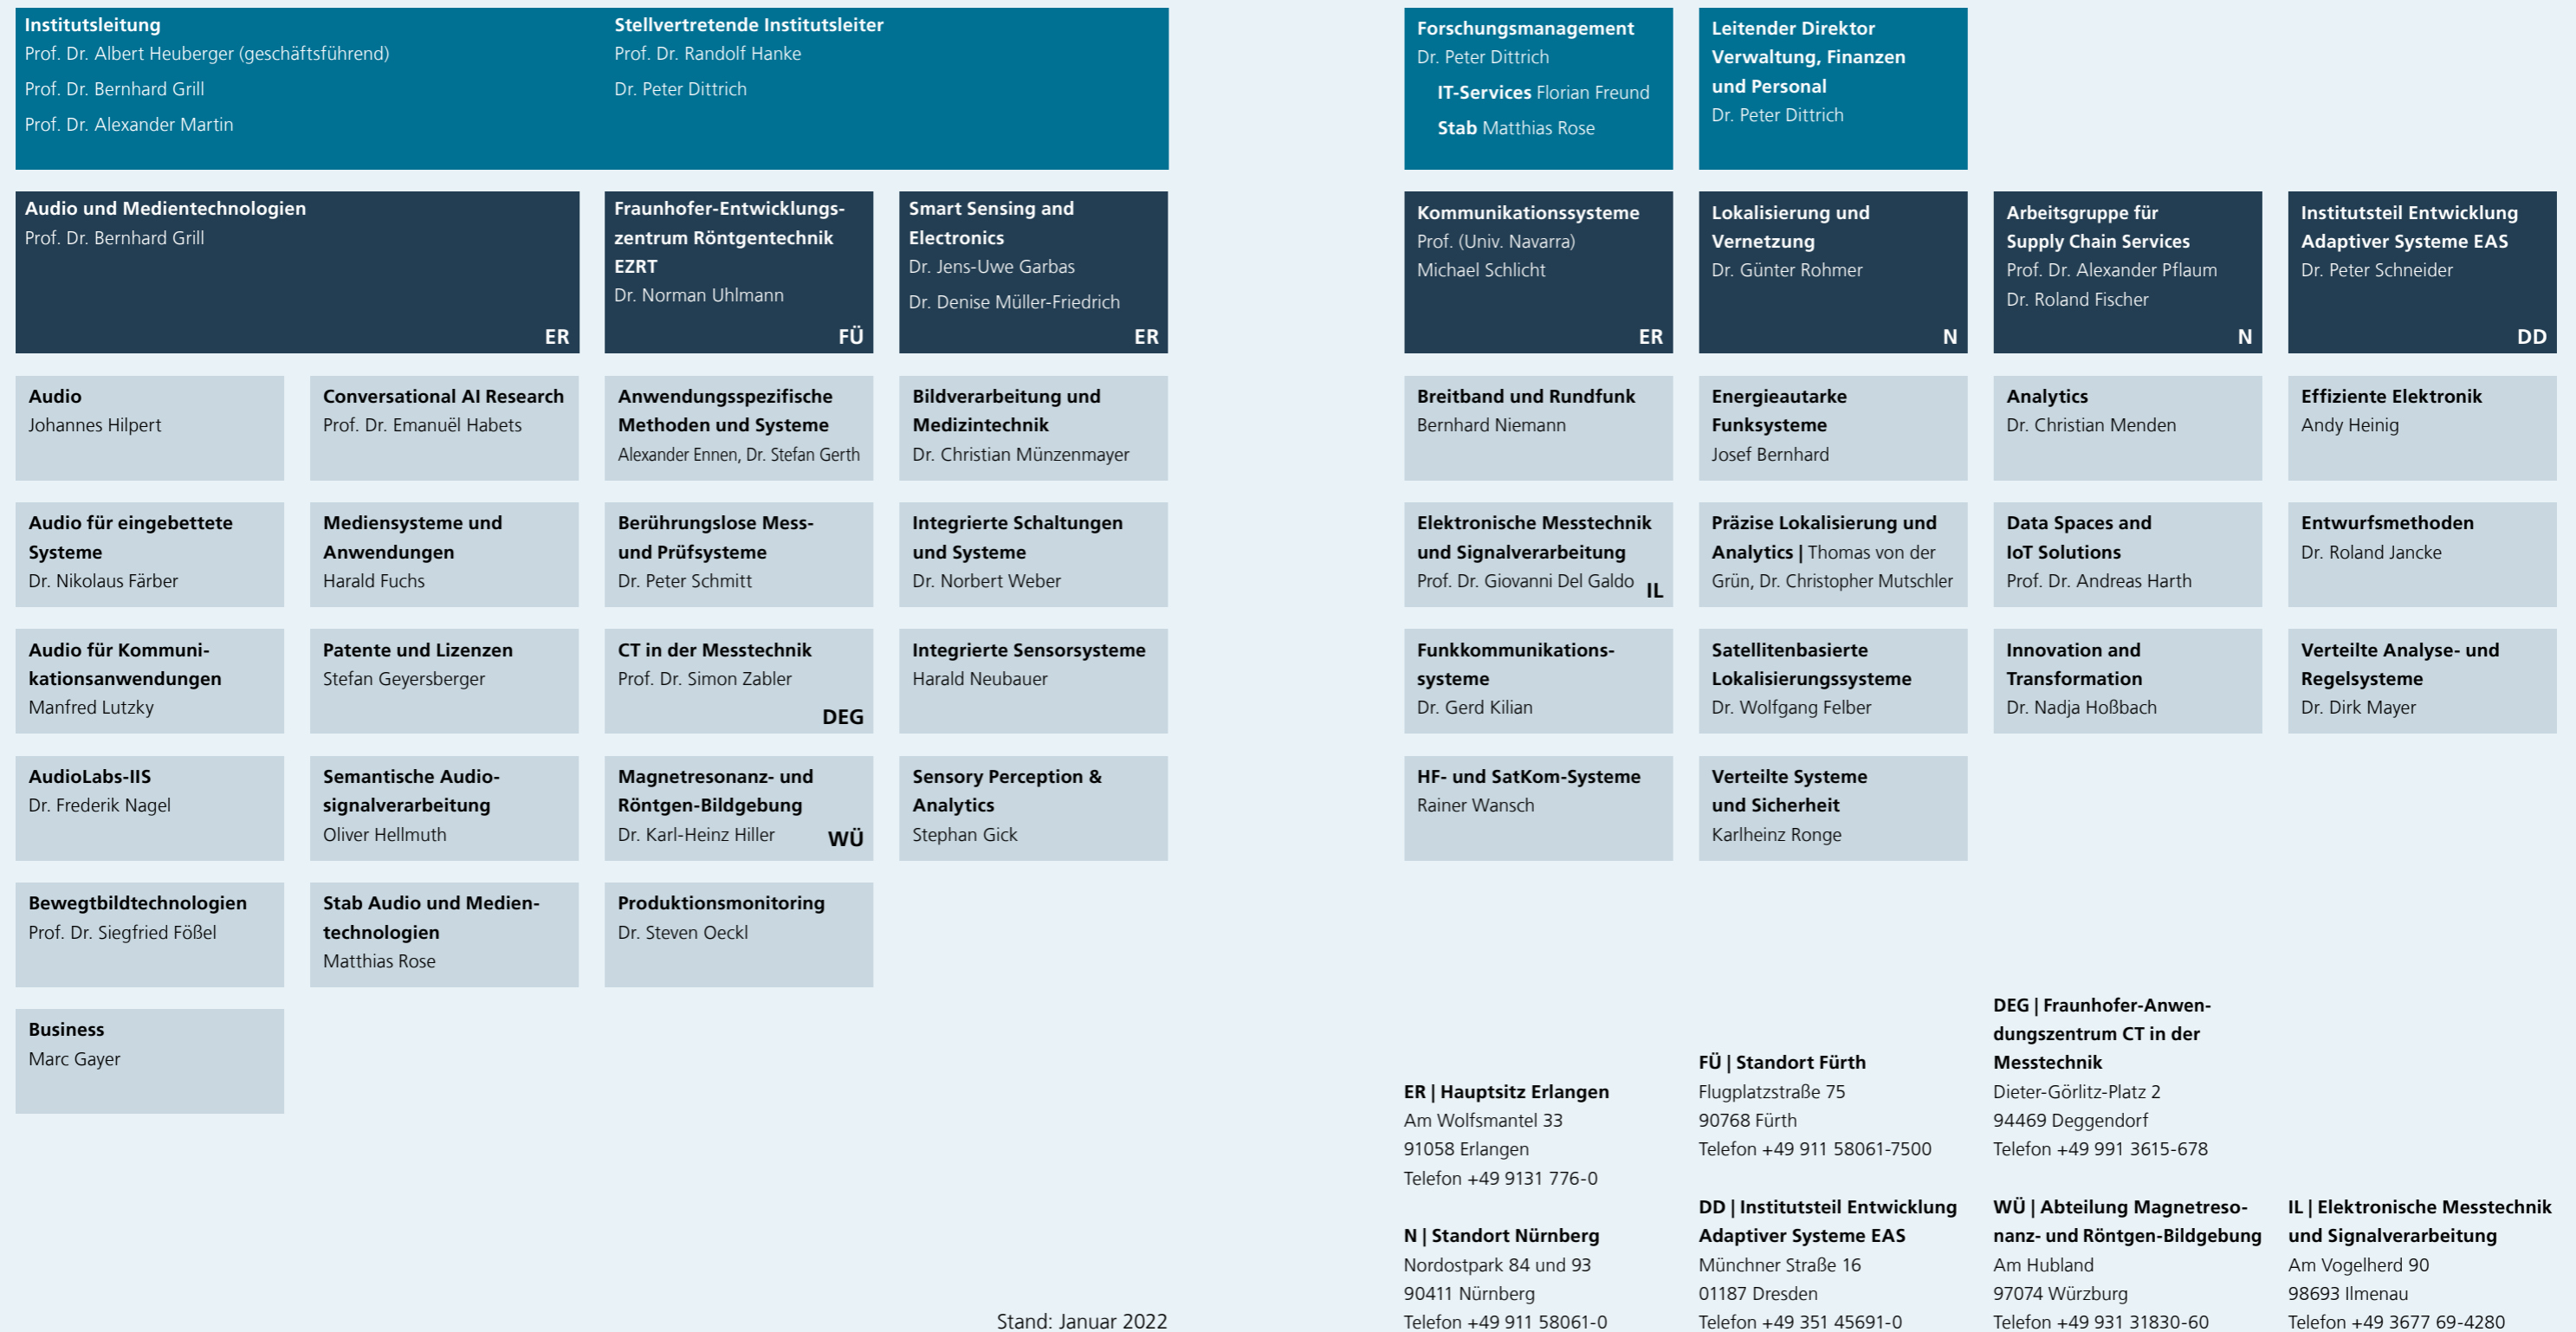 Institutsleitung
Prof. Dr. Albert Heuberger (geschäftsführend)
Prof. Dr. Bernhard Grill
Prof. Dr. Alexander Martin
Stellvertretende Institutsleiter
Prof. Dr. Randolf Hanke
Dr. Peter Dittrich
Forschungsmanagement
Dr. Peter Dittrich
IT-Services Florian Freund
Stab Matthias Rose
Leitender Direktor
Verwaltung, Finanzen
und Personal
Dr. Peter Dittrich
Audio und Medientechnologien
Prof. Dr. Bernhard Grill
ER
Fraunhofer-Entwicklungs-
zentrum Röntgentechnik
EZRT
Dr. Norman Uhlmann
FÜ
Smart Sensing and
Electronics
Dr. Jens-Uwe Garbas
Dr. Denise Müller-Friedrich
ER
Kommunikationssysteme
Prof. (Univ. Navarra)
Michael Schlicht
ER
Lokalisierung und
Vernetzung
Dr. Günter Rohmer
N
Arbeitsgruppe für
Supply Chain Services
Prof. Dr. Alexander Pflaum
Dr. Roland Fischer
N
Institutsteil Entwicklung
Adaptiver Systeme EAS
Dr. Peter Schneider
DD
Audio
Johannes Hilpert
Conversational AI Research
Prof. Dr. Emanuël Habets
Anwendungsspezifische
Methoden und Systeme
Alexander Ennen, Dr. Stefan Gerth
Bildverarbeitung und
Medizintechnik
Dr. Christian Münzenmayer
Breitband und Rundfunk
Bernhard Niemann
Energieautarke
Funksysteme
Josef Bernhard
Analytics
Dr. Christian Menden
Effiziente Elektronik
Andy Heinig
Audio für eingebettete
Systeme
Dr. Nikolaus Färber
Mediensysteme und
Anwendungen
Harald Fuchs
Berührungslose Mess-
und Prüfsysteme
Dr. Peter Schmitt
Integrierte Schaltungen
und Systeme
Dr. Norbert Weber
Elektronische Messtechnik
und Signalverarbeitung
Prof. Dr. Giovanni Del Galdo
IL
Präzise Lokalisierung und
Analytics | Thomas von der
Grün, Dr. Christopher Mutschler
Data Spaces and
IoT Solutions
Prof. Dr. Andreas Harth
Entwurfsmethoden
Dr. Roland Jancke
Audio für Kommuni-
kationsanwendungen
Manfred Lutzky
Patente und Lizenzen
Stefan Geyersberger
CT in der Messtechnik
Prof. Dr. Simon Zabler
DEG
Integrierte Sensorsysteme
Harald Neubauer
Funkkommunikations-
systeme
Dr. Gerd Kilian
Satellitenbasierte
Lokalisierungssysteme
Dr. Wolfgang Felber
Innovation and
Transformation
Dr. Nadja Hoßbach
Verteilte Analyse- und
Regelsysteme
Dr. Dirk Mayer
AudioLabs-IIS
Dr. Frederik Nagel
Semantische Audio-
signalverarbeitung
Oliver Hellmuth
Magnetresonanz- und
Röntgen-Bildgebung
Dr. Karl-Heinz Hiller
WÜ
Sensory Perception &
Analytics
Stephan Gick
HF- und SatKom-Systeme
Rainer Wansch
Verteilte Systeme
und Sicherheit
Karlheinz Ronge
Bewegtbildtechnologien
Prof. Dr. Siegfried Fößel
Stab Audio und Medien-
technologien
Matthias Rose
Produktionsmonitoring
Dr. Steven Oeckl
Business
Marc Gayer
ER | Hauptsitz Erlangen
Am Wolfsmantel 33
91058 Erlangen
Telefon +49 9131 776-0
FÜ | Standort Fürth
Flugplatzstraße 75
90768 Fürth
Telefon +49 911 58061-7500
DEG | Fraunhofer-Anwen-
dungszentrum CT in der
Messtechnik
Dieter-Görlitz-Platz 2
94469 Deggendorf
Telefon +49 991 3615-678
N | Standort Nürnberg
Nordostpark 84 und 93
90411 Nürnberg
Telefon +49 911 58061-0
DD | Institutsteil Entwicklung
Adaptiver Systeme EAS
Münchner Straße 16
01187 Dresden
Telefon +49 351 45691-0
WÜ | Abteilung Magnetreso-
nanz- und Röntgen-Bildgebung
Am Hubland
97074 Würzburg
Telefon +49 931 31830-60
IL | Elektronische Messtechnik
und Signalverarbeitung
Am Vogelherd 90
98693 Ilmenau
Telefon +49 3677 69-4280
Stand: Januar 2022